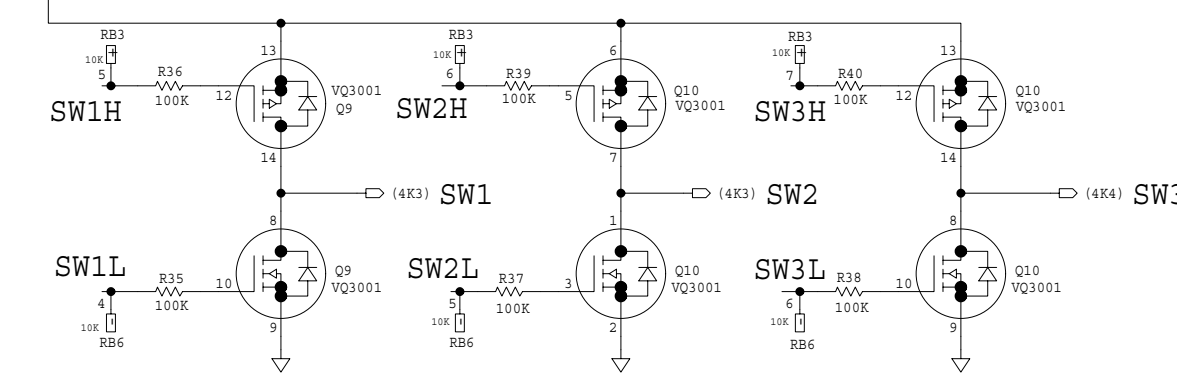 RB3
10K
5
R36
100K
12
13
VQ3001
Q9
14
SW1H
RB3
10K
6
R39
100K
5
6
Q10
VQ3001
7
SW2H
RB3
10K
7
R40
100K
12
13
Q10
VQ3001
14
SW3H
(4K3) SW1
(4K3) SW2
(4K4) SW3
SW1L
4
10K
RB6
R35
100K
10
8
Q9
VQ3001
9
SW2L
5
10K
RB6
R37
100K
3
1
Q10
VQ3001
2
SW3L
6
10K
RB6
R38
100K
10
8
Q10
VQ3001
9